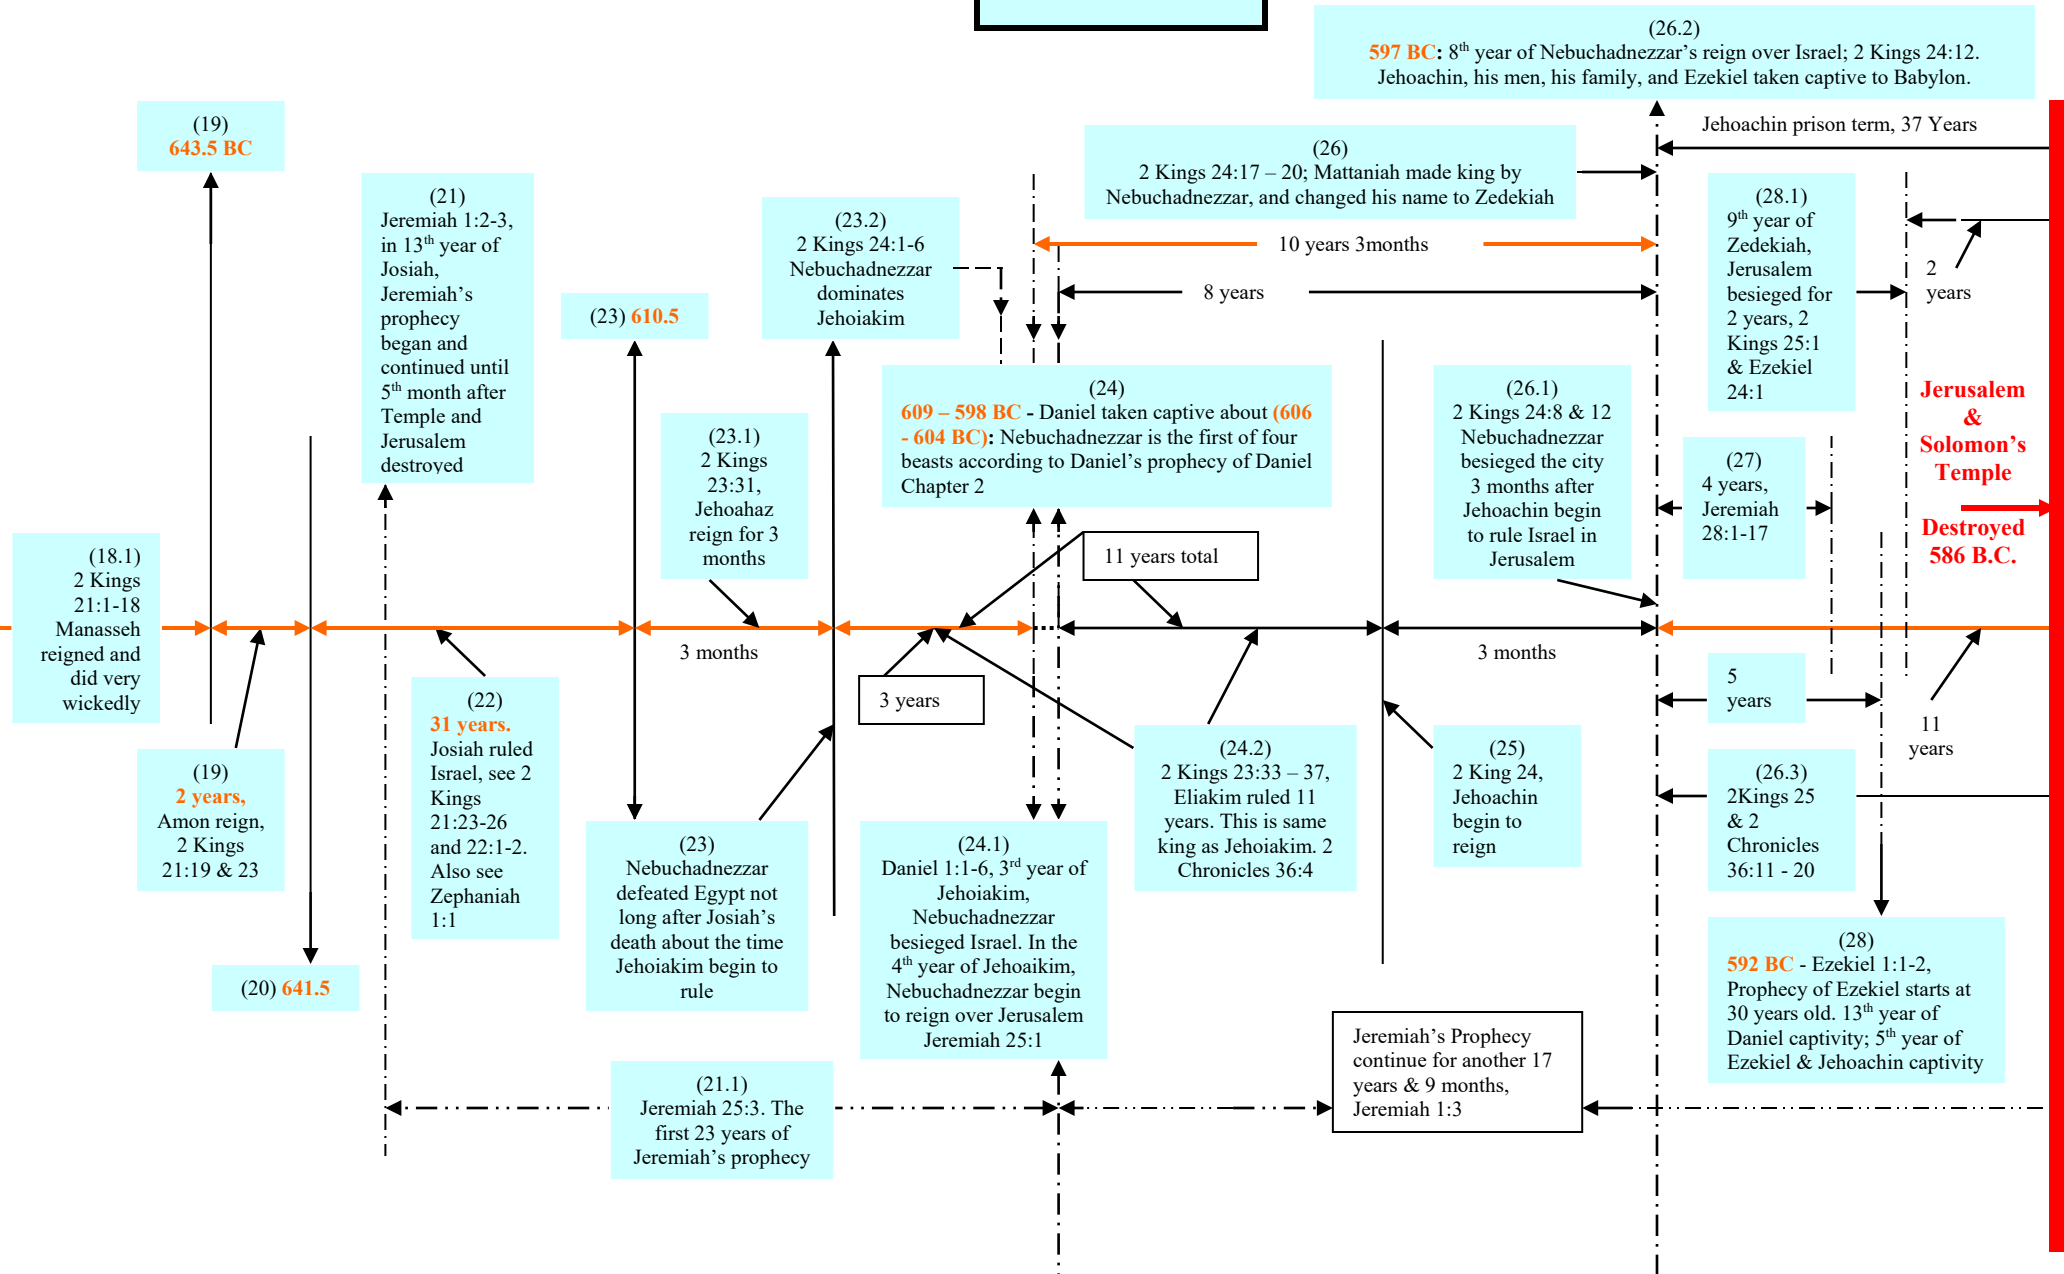 (26.2)
597 BC: 8th year of Nebuchadnezzar's reign over Israel; 2 Kings 24:12.
Jehoachin, his men, his family, and Ezekiel taken captive to Babylon.
(19)
643.5 BC
Jehoachin prison term, 37 Years
(26)
2 Kings 24:17 – 20; Mattaniah made king by
Nebuchadnezzar, and changed his name to Zedekiah
(21)
Jeremiah 1:2-3,
in 13th year of
Josiah,
Jeremiah's
prophecy
began and
continued until
5th month after
Temple and
Jerusalem
destroyed
(23.2)
2 Kings 24:1-6
Nebuchadnezzar
dominates
Jehoiakim
(28.1)
9th year of
Zedekiah,
Jerusalem
besieged for
2 years, 2
Kings 25:1
& Ezekiel
24:1
10 years 3months
2
years
8 years
(23) 610.5
(24)
609 – 598 BC - Daniel taken captive about (606
- 604 BC): Nebuchadnezzar is the first of four
beasts according to Daniel's prophecy of Daniel
Chapter 2
(26.1)
2 Kings 24:8 & 12
Nebuchadnezzar
besieged the city
3 months after
Jehoachin begin
to rule Israel in
Jerusalem
Jerusalem
&
Solomon's
Temple
Destroyed
586 B.C.
(23.1)
2 Kings
23:31,
Jehoahaz
reign for 3
months
(27)
4 years,
Jeremiah
28:1-17
(18.1)
2 Kings
21:1-18
Manasseh
reigned and
did very
wickedly
11 years total
3 months
3 months
3 years
5
years
11
years
(22)
31 years.
Josiah ruled
Israel, see 2
Kings
21:23-26
and 22:1-2.
Also see
Zephaniah
1:1
(24.2)
2 Kings 23:33 – 37,
Eliakim ruled 11
years. This is same
king as Jehoiakim. 2
Chronicles 36:4
(25)
2 King 24,
Jehoachin
begin to
reign
(19)
2 years,
Amon reign,
2 Kings
21:19 & 23
(26.3)
2Kings 25
& 2
Chronicles
36:11 - 20
(23)
Nebuchadnezzar
defeated Egypt not
long after Josiah's
death about the time
Jehoiakim begin to
rule
(24.1)
Daniel 1:1-6, 3rd year of
Jehoiakim,
Nebuchadnezzar
besieged Israel. In the
4th year of Jehoaikim,
Nebuchadnezzar begin
to reign over Jerusalem
Jeremiah 25:1
(28)
592 BC - Ezekiel 1:1-2,
Prophecy of Ezekiel starts at
30 years old. 13th year of
Daniel captivity; 5th year of
Ezekiel & Jehoachin captivity
(20) 641.5
Jeremiah's Prophecy
continue for another 17
years & 9 months,
Jeremiah 1:3
(21.1)
Jeremiah 25:3. The
first 23 years of
Jeremiah's prophecy